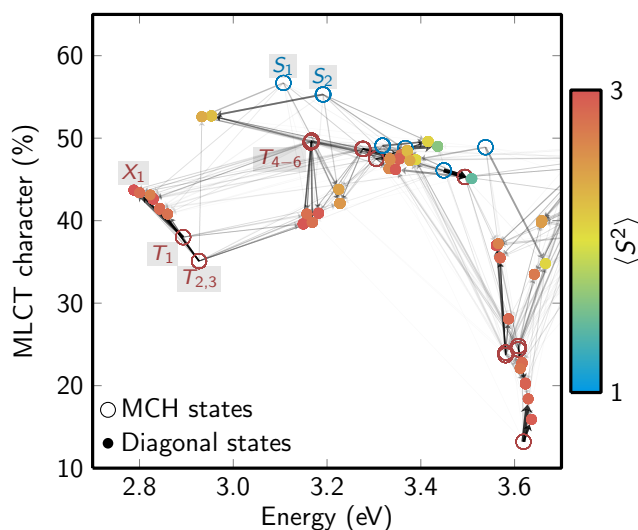 65
60
50
40
30
20
10
MLCT character (%)
S₁
S₂
T₄₋₆
X₁
T₁
T₂,₃
MCH states
Diagonal states
2.8
3.0
3.2
3.4
3.6
Energy (eV)
3
1
⟨S²⟩